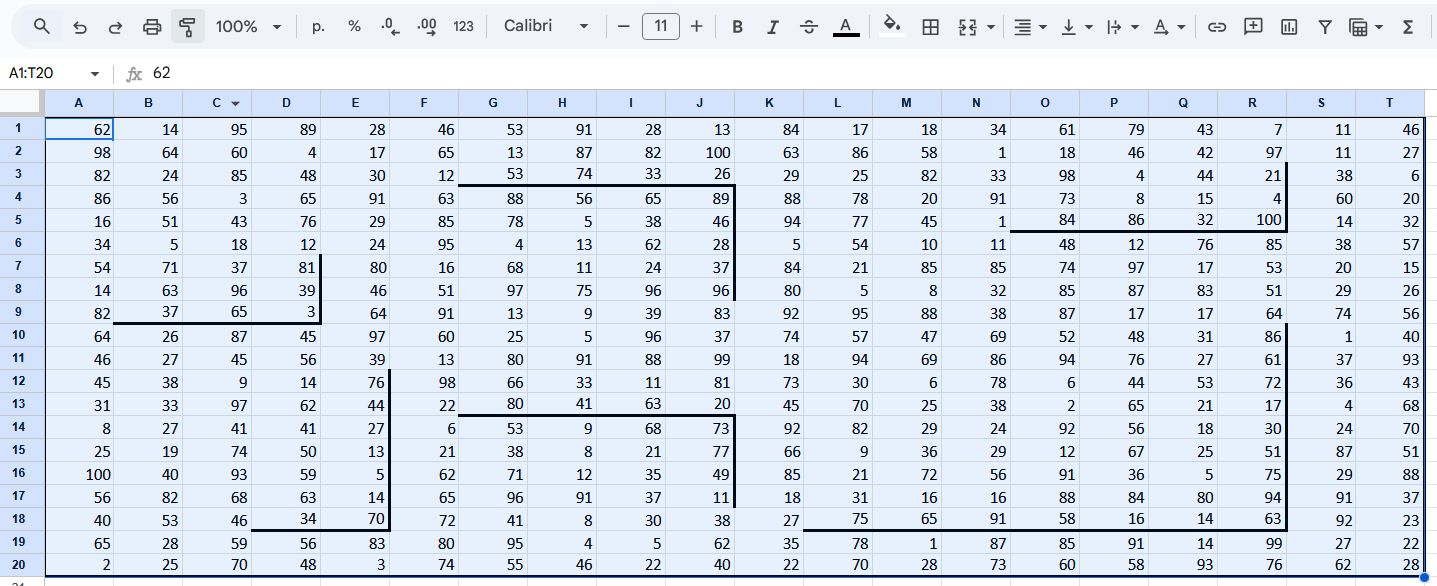 100% p. % .0 .00 123 Calibri 11 B I A A Σ
A1:T20 fx 62
A B C D E F G H I J K L M N O P Q R S T
1 62 14 95 89 28 46 53 91 28 13 84 17 18 34 61 79 43 7 11 46
2 98 64 60 4 17 65 13 87 82 100 63 86 58 1 18 46 42 97 11 27
3 82 24 85 48 30 12 53 74 33 26 29 25 82 33 98 4 44 21 38 6
4 86 56 3 65 91 63 88 56 65 89 88 78 20 91 73 8 15 4 60 20
5 16 51 43 76 29 85 78 5 38 46 94 77 45 1 84 86 32 100 14 32
6 34 5 18 12 24 95 4 13 62 28 5 54 10 11 48 12 76 85 38 57
7 54 71 37 81 80 16 68 11 24 37 84 21 85 85 74 97 17 53 20 15
8 14 63 96 39 46 51 97 75 96 96 80 5 8 32 85 87 83 51 29 26
9 82 37 65 3 64 91 13 9 39 83 92 95 88 38 87 17 17 64 74 56
10 64 26 87 45 97 60 25 5 96 37 74 57 47 69 52 48 31 86 1 40
11 46 27 45 56 39 13 80 91 88 99 18 94 69 86 94 76 27 61 37 93
12 45 38 9 14 76 98 66 33 11 81 73 30 6 78 6 44 53 72 36 43
13 31 33 97 62 44 22 80 41 63 20 45 70 25 38 2 65 21 17 4 68
14 8 27 41 41 27 6 53 9 68 73 92 82 29 24 92 56 18 30 24 70
15 25 19 74 50 13 21 38 8 21 77 66 9 36 29 12 67 25 51 87 51
16 100 40 93 59 5 62 71 12 35 49 85 21 72 56 91 36 5 75 29 88
17 56 82 68 63 14 65 96 91 37 11 18 31 16 16 88 84 80 94 91 37
18 40 53 46 34 70 72 41 8 30 38 27 75 65 91 58 16 14 63 92 23
19 65 28 59 56 83 80 95 4 5 62 35 78 1 87 85 91 14 99 27 22
20 2 25 70 48 3 74 55 46 22 40 22 70 28 73 60 58 93 76 62 28